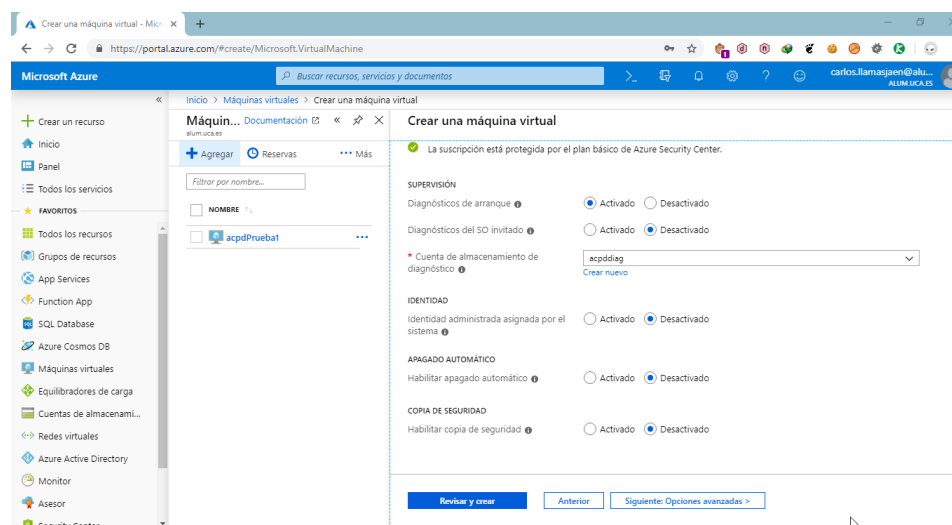 Crear una máquina virtual - Micr
https://portal.azure.com/#create/Microsoft.VirtualMachine
Microsoft Azure
Buscar recursos, servicios y documentos
carlos.llamasjaen@alu...
ALUM.UCA.ES
Crear un recurso
Inicio
Panel
Todos los servicios
FAVORITOS
Todos los recursos
Grupos de recursos
App Services
Function App
SQL Database
Azure Cosmos DB
Máquinas virtuales
Equilibradores de carga
Cuentas de almacenami...
Redes virtuales
Azure Active Directory
Monitor
Asesor
Security Center
Inicio > Máquinas virtuales > Crear una máquina virtual
Máquin... Documentación
alum.uca.es
Agregar Reservas ••• Más
Filtrar por nombre...
NOMBRE
acpdPrueba1 •••
Crear una máquina virtual
La suscripción está protegida por el plan básico de Azure Security Center.
SUPERVISIÓN
Diagnósticos de arranque Activado Desactivado
Diagnósticos del SO invitado Activado Desactivado
* Cuenta de almacenamiento de
diagnóstico
acpddiag
Crear nuevo
IDENTIDAD
Identidad administrada asignada por el
sistema
Activado Desactivado
APAGADO AUTOMÁTICO
Habilitar apagado automático Activado Desactivado
COPIA DE SEGURIDAD
Habilitar copia de seguridad Activado Desactivado
Revisar y crear Anterior Siguiente: Opciones avanzadas >